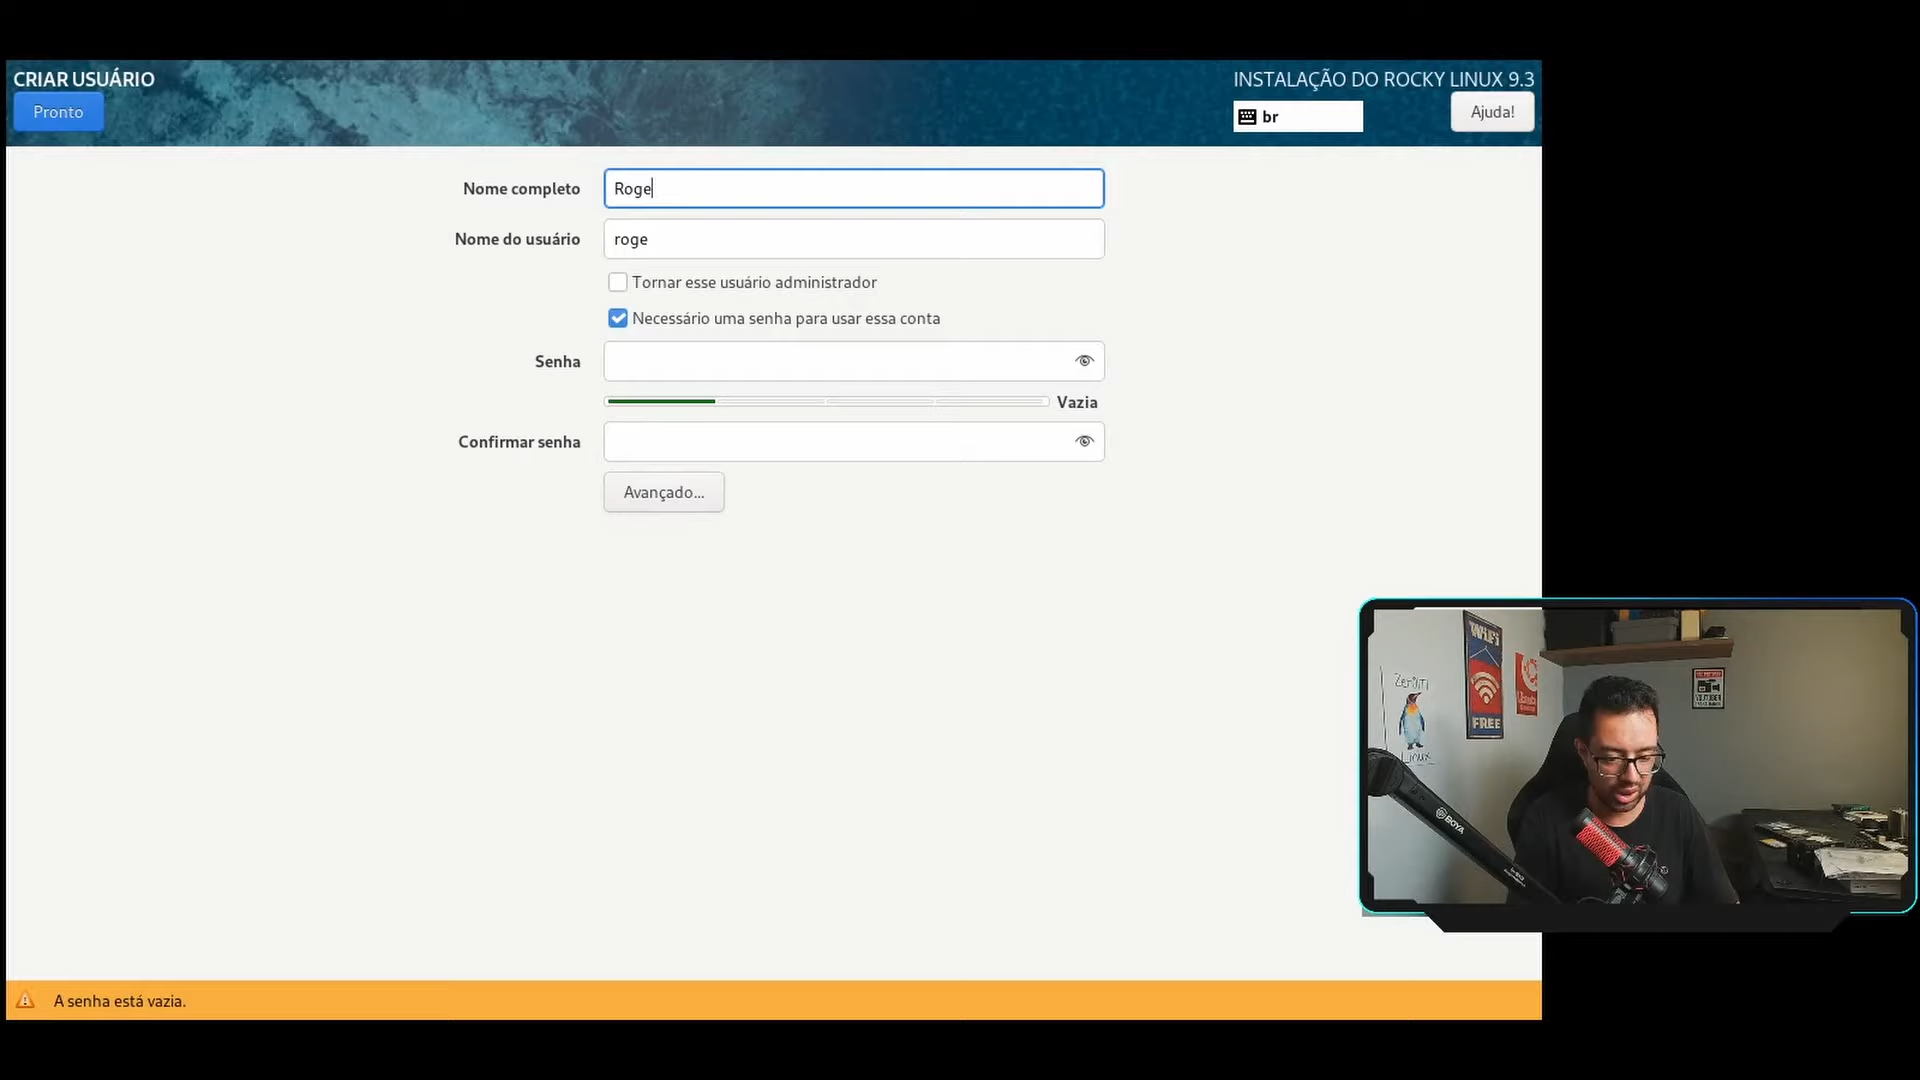 CRIAR USUÁRIO
INSTALAÇÃO DO ROCKY LINUX 9.3
Pronto
br
Ajuda!
Nome completo
Roge
Nome do usuário
roge
Tornar esse usuário administrador
Necessário uma senha para usar essa conta
Senha
Vazia
Confirmar senha
Avançado...
WiFi
FREE
Linux
BOYA
A senha está vazia.